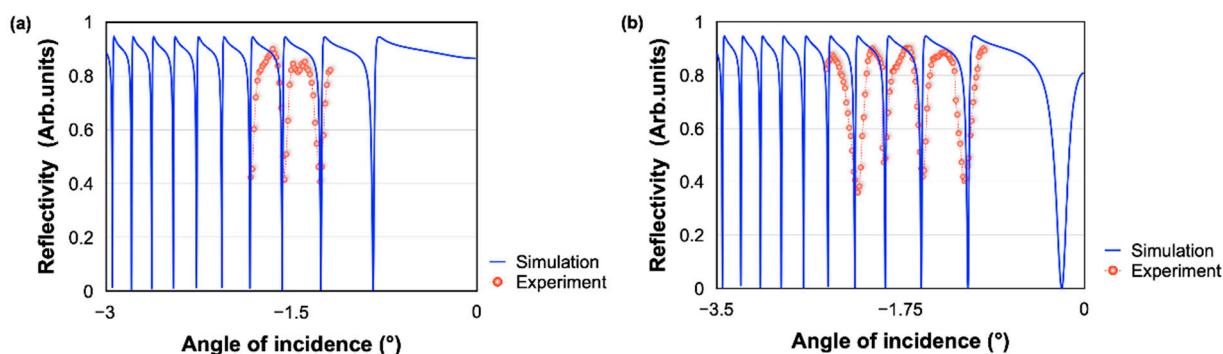 (a)
Reflectivity (Arb.units)
1
0.8
0.6
0.4
0.2
0
−3
−1.5
0
Angle of incidence (°)
Simulation
Experiment
(b)
Reflectivity (Arb.units)
1
0.8
0.6
0.4
0.2
0
−3.5
−1.75
0
Angle of incidence (°)
Simulation
Experiment